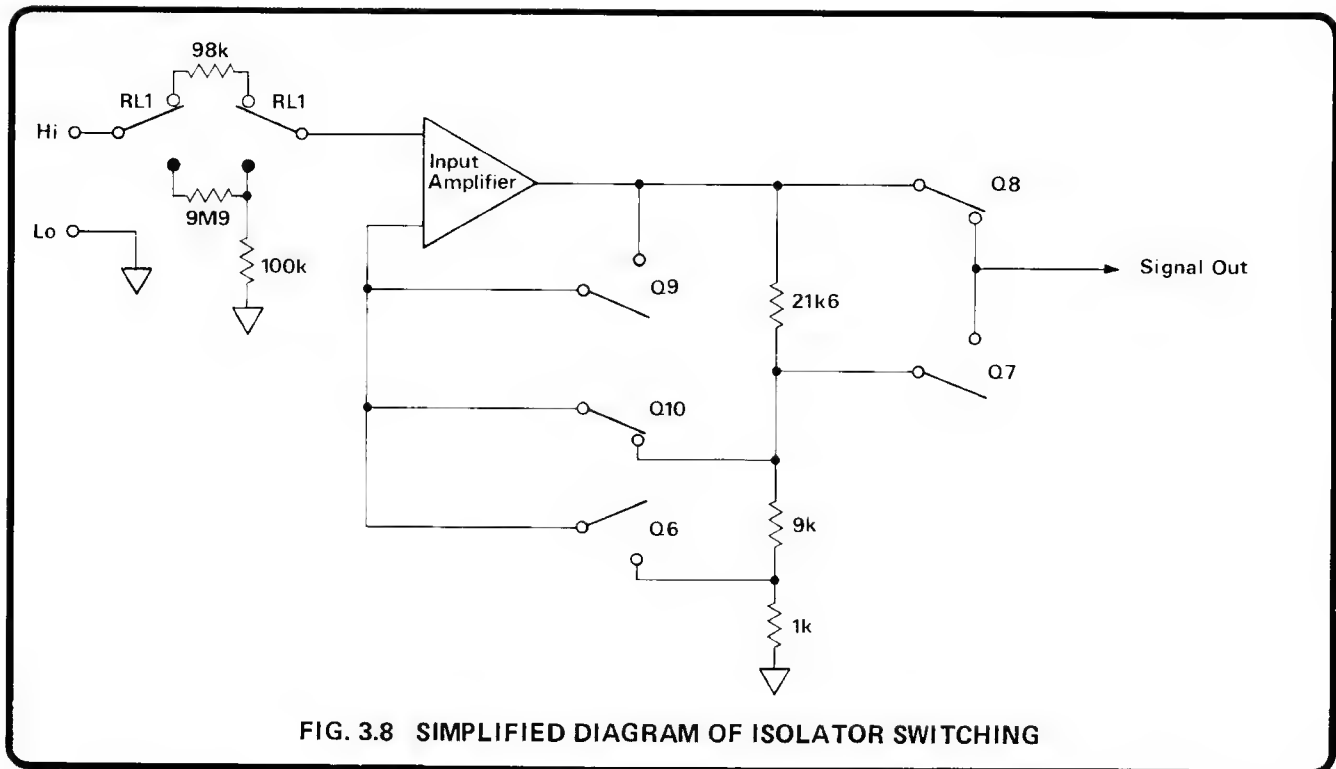 98k
RL1 RL1
Hi
Input
Amplifier
Q8
9M9
Lo
100k
Signal Out
Q9
21k6
Q7
Q10
Q6
9k
1k
FIG. 3.8 SIMPLIFIED DIAGRAM OF ISOLATOR SWITCHING